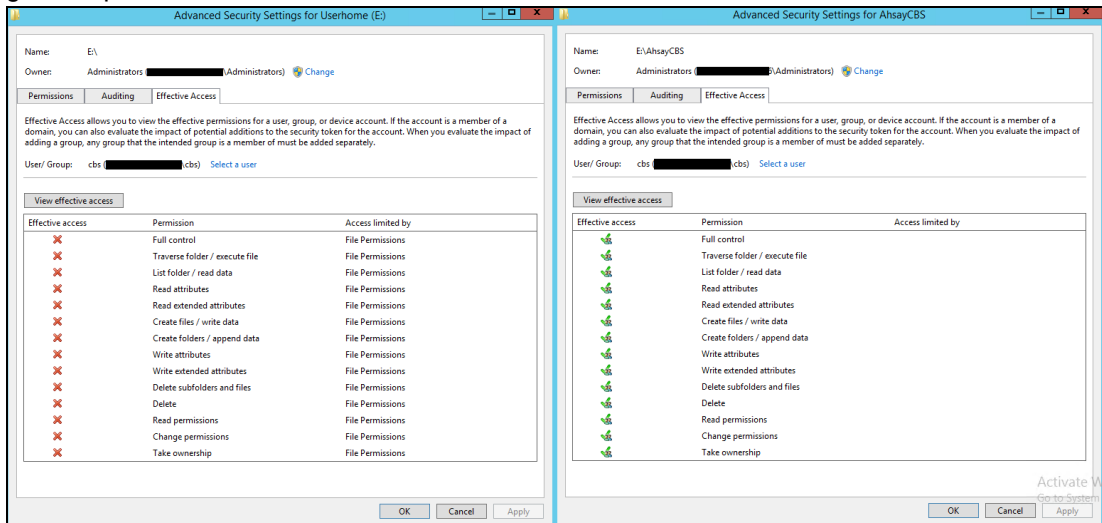 Advanced Security Settings for Userhome (E:)
Name: E:\
Owner: Administrators ( \Administrators) Change
Permissions Auditing Effective Access
Effective Access allows you to view the effective permissions for a user, group, or device account. If the account is a member of a
domain, you can also evaluate the impact of potential additions to the security token for the account. When you evaluate the impact of
adding a group, any group that the intended group is a member of must be added separately.
User/ Group: cbs ( \cbs) Select a user
View effective access
Effective access Permission Access limited by
Full control File Permissions
Traverse folder / execute file File Permissions
List folder / read data File Permissions
Read attributes File Permissions
Read extended attributes File Permissions
Create files / write data File Permissions
Create folders / append data File Permissions
Write attributes File Permissions
Write extended attributes File Permissions
Delete subfolders and files File Permissions
Delete File Permissions
Read permissions File Permissions
Change permissions File Permissions
Take ownership File Permissions
OK Cancel Apply
Advanced Security Settings for AhsayCBS
Name: E:\AhsayCBS
Owner: Administrators ( \Administrators) Change
Permissions Auditing Effective Access
Effective Access allows you to view the effective permissions for a user, group, or device account. If the account is a member of a
domain, you can also evaluate the impact of potential additions to the security token for the account. When you evaluate the impact of
adding a group, any group that the intended group is a member of must be added separately.
User/ Group: cbs ( \cbs) Select a user
View effective access
Effective access Permission Access limited by
Full control
Traverse folder / execute file
List folder / read data
Read attributes
Read extended attributes
Create files / write data
Create folders / append data
Write attributes
Write extended attributes
Delete subfolders and files
Delete
Read permissions
Change permissions
Take ownership
Activate W
Go to System
OK Cancel Apply